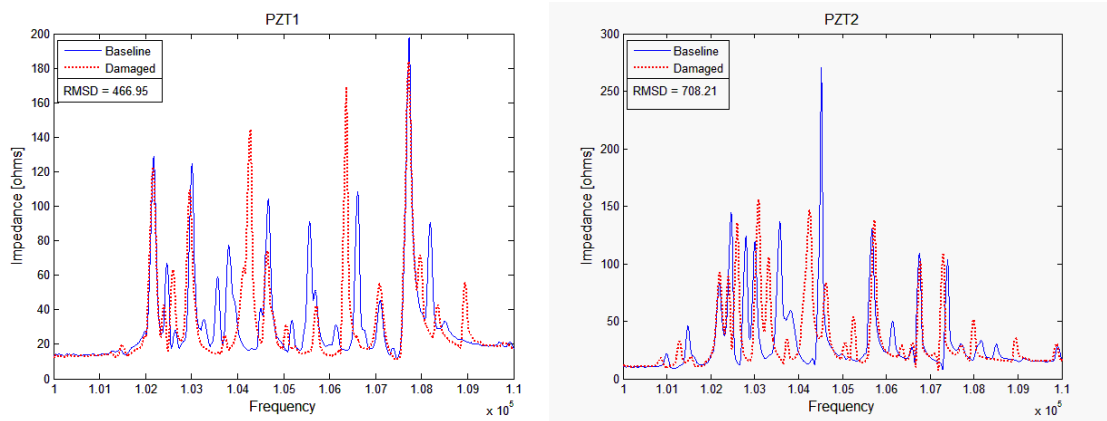 PZT1
200
180
160
140
120
100
80
60
40
20
0
Impedance [ohms]
Baseline
Damaged
RMSD = 466.95
1 1.01 1.02 1.03 1.04 1.05 1.06 1.07 1.08 1.09 1.1
Frequency
x 10^5
PZT2
300
250
200
150
100
50
0
Impedance [ohms]
Baseline
Damaged
RMSD = 708.21
1 1.01 1.02 1.03 1.04 1.05 1.06 1.07 1.08 1.09 1.1
Frequency
x 10^5